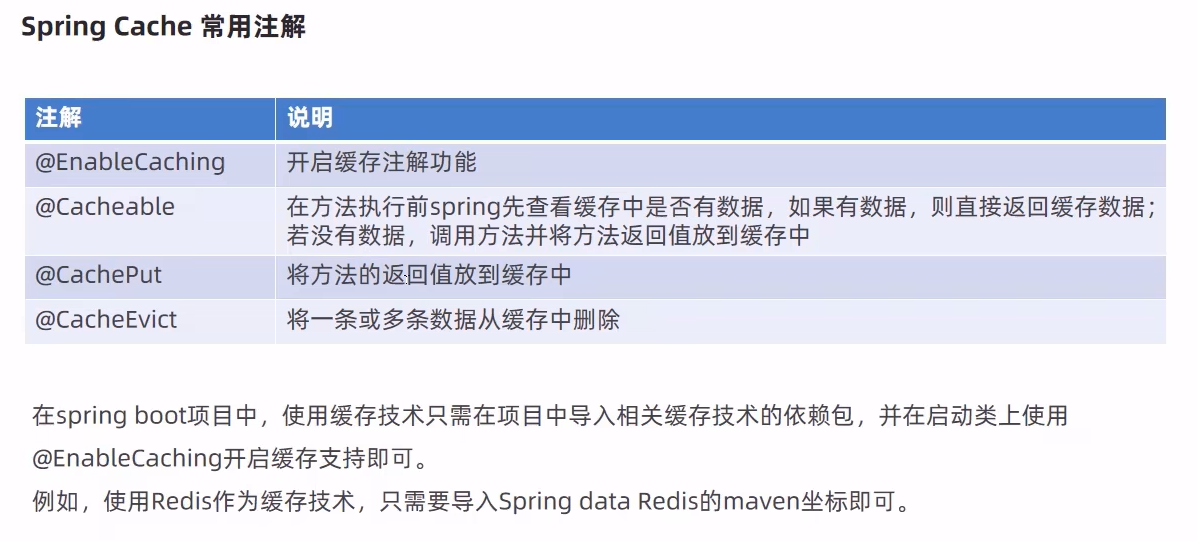 Spring Cache 常用注解
注解 说明
@EnableCaching 开启缓存注解功能
@Cacheable 在方法执行前spring先查看缓存中是否有数据，如果有数据，则直接返回缓存数据；
若没有数据，调用方法并将方法返回值放到缓存中
@CachePut 将方法的返回值放到缓存中
@CacheEvict 将一条或多条数据从缓存中删除
在spring boot项目中，使用缓存技术只需在项目中导入相关缓存技术的依赖包，并在启动类上使用
@EnableCaching开启缓存支持即可。
例如，使用Redis作为缓存技术，只需要导入Spring data Redis的maven坐标即可。